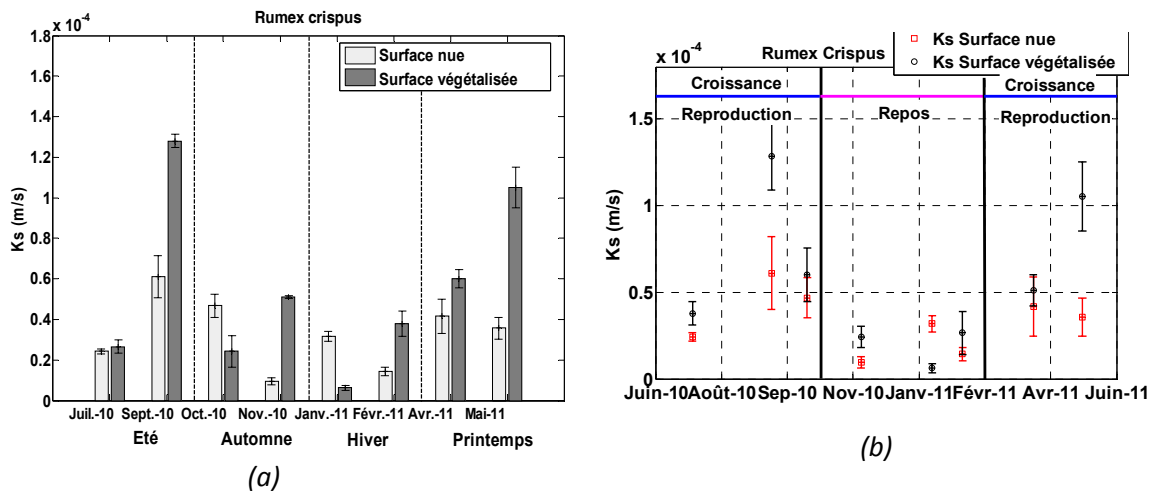 Rumex crispus
x 10⁻⁴
Surface nue
Surface végétalisée
Ks (m/s)
1.8
1.6
1.4
1.2
1
0.8
0.6
0.4
0.2
0
Juil.-10 Sept.-10 Oct.-10 Nov.-10 Janv.-11 Févr.-11 Avr.-11 Mai-11
Eté Automne Hiver Printemps
(a)
Ks Surface nue
Ks Surface végétalisée
x 10⁻⁴
Rumex Crispus
Croissance Croissance
Reproduction Repos Reproduction
Ks (m/s)
1.5
1
0.5
0
Juin-10 Août-10 Sep-10 Nov-10 Janv-11 Févr-11 Avr-11 Juin-11
(b)